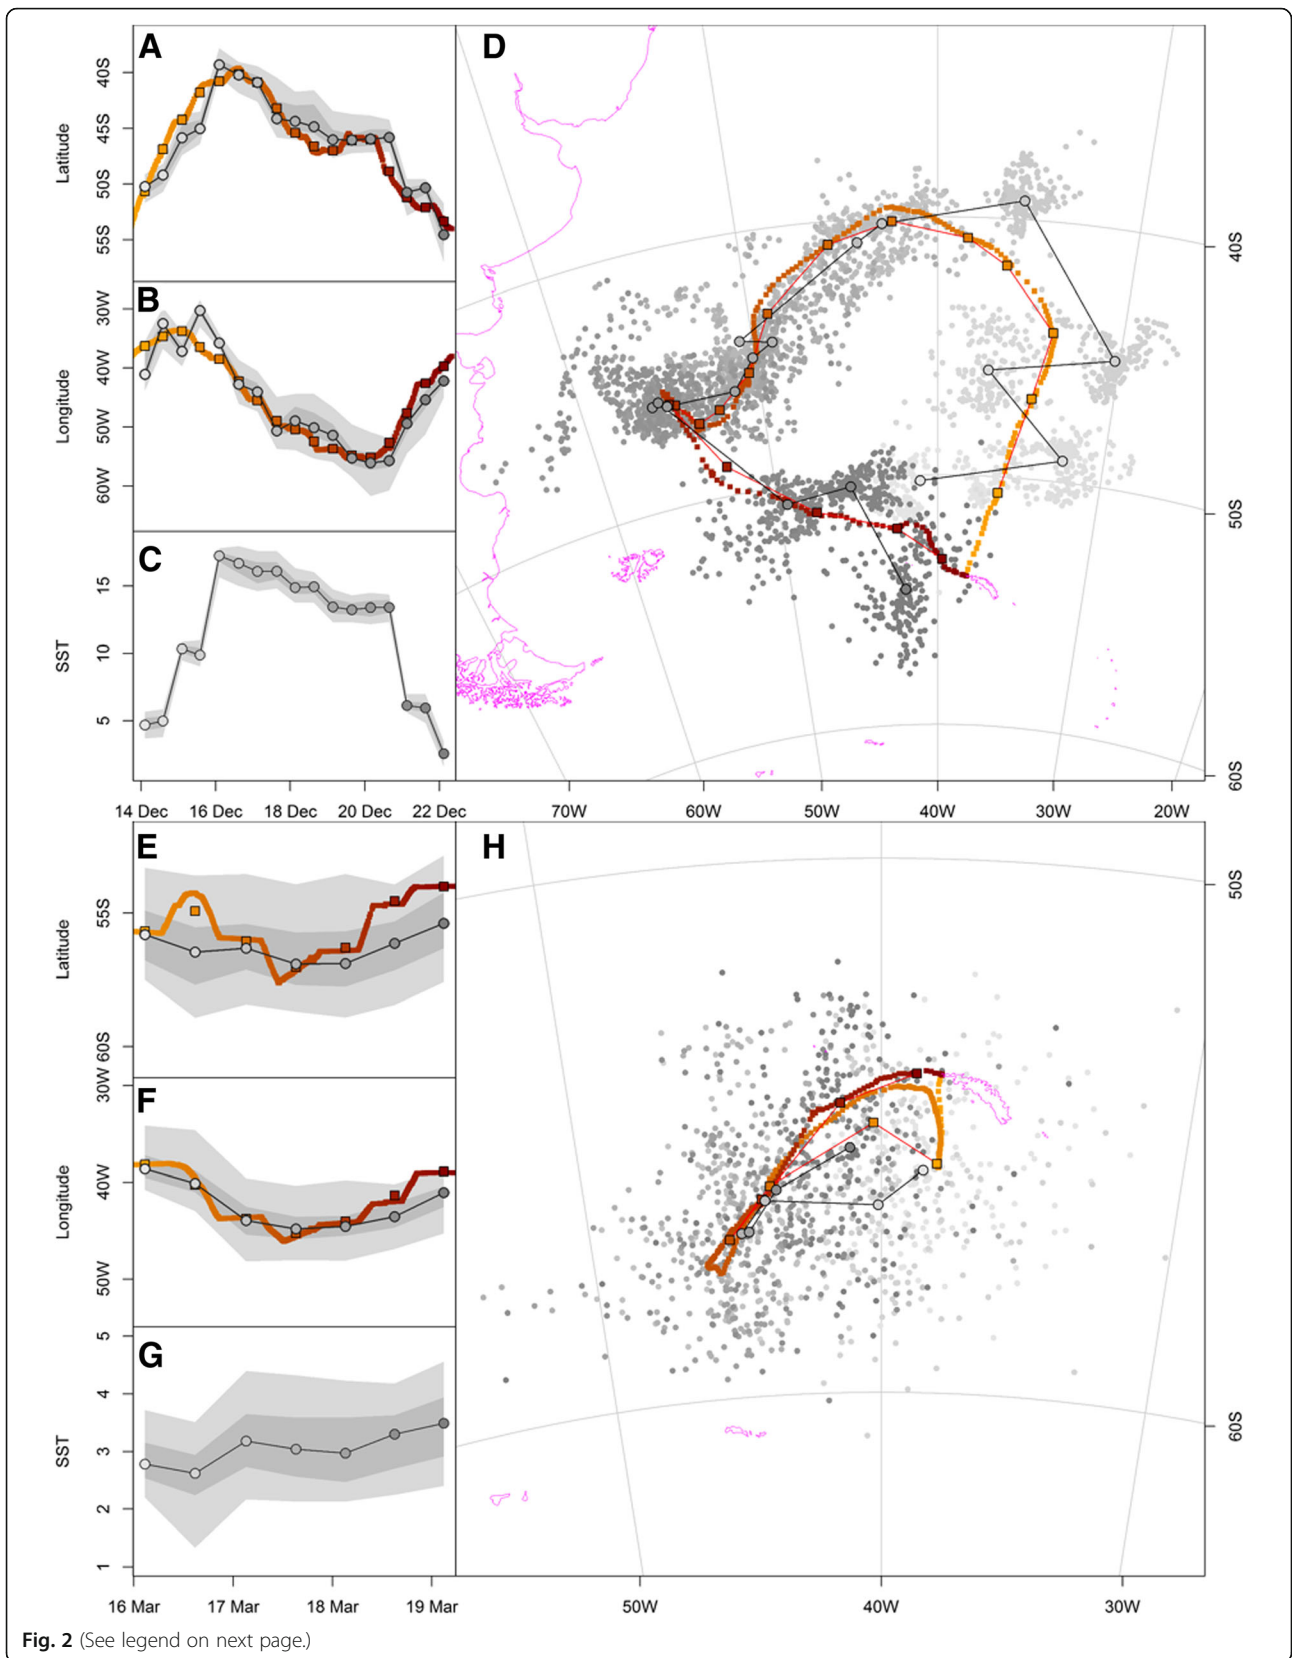 A
Latitude
40S
45S
50S
55S
B
Longitude
30W
40W
50W
60W
C
SST
15
10
5
14 Dec 16 Dec 18 Dec 20 Dec 22 Dec
D
40S
50S
60S
70W 60W 50W 40W 30W 20W
E
Latitude
55S
60S
F
Longitude
30W
40W
50W
G
SST
5
4
3
2
1
16 Mar 17 Mar 18 Mar 19 Mar
H
50S
60S
50W 40W 30W
Fig. 2 (See legend on next page.)